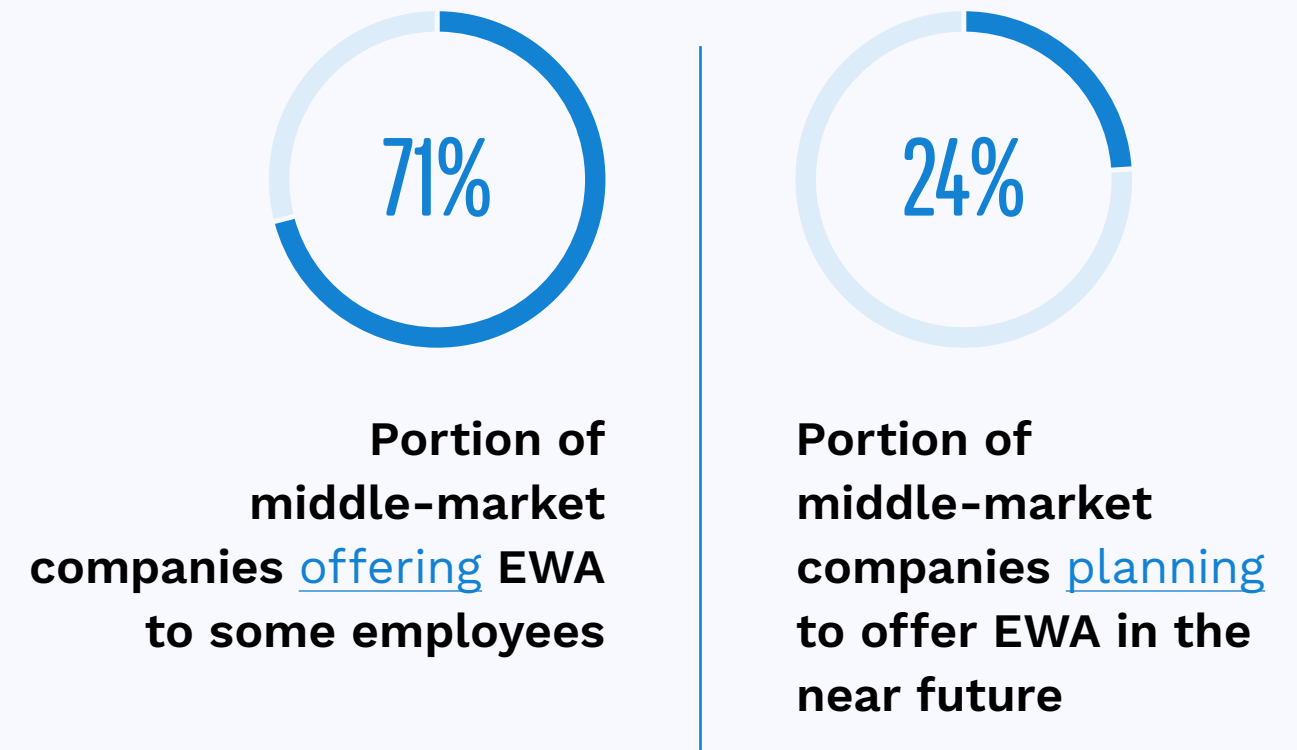 71%
Portion of
middle-market
companies offering EWA
to some employees
24%
Portion of
middle-market
companies planning
to offer EWA in the
near future